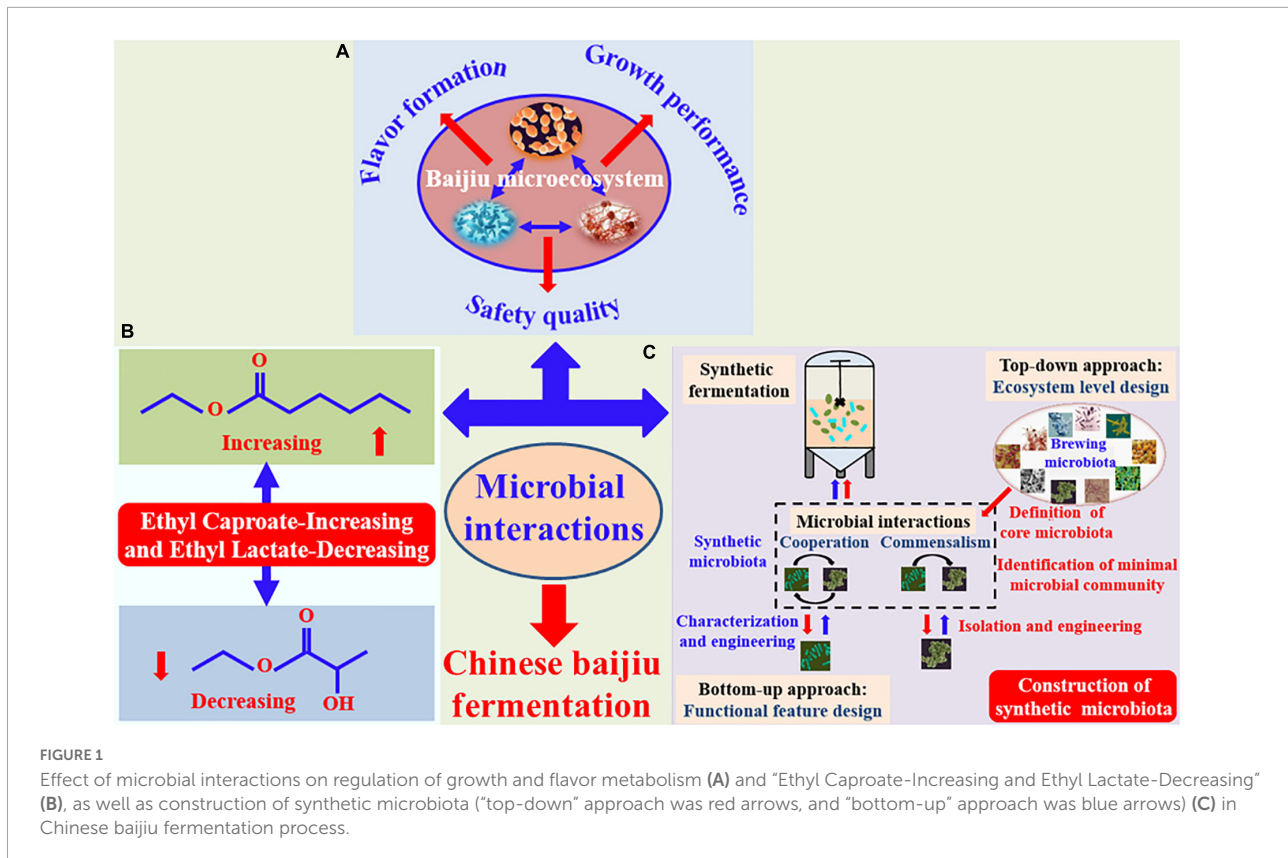 A
Flavor formation
Growth performance
Baijiu microecosystem
Safety quality
B
O
O
Increasing
Ethyl Caproate-Increasing
and Ethyl Lactate-Decreasing
O
O
Decreasing
OH
Microbial
interactions
Chinese baijiu
fermentation
C
Synthetic
fermentation
Top-down approach:
Ecosystem level design
Brewing
microbiota
Microbial interactions
Cooperation
Commensalism
Synthetic
microbiota
Definition of
core microbiota
Identification of minimal
microbial community
Characterization
and engineering
Isolation and engineering
Bottom-up approach:
Functional feature design
Construction of
synthetic microbiota
FIGURE 1
Effect of microbial interactions on regulation of growth and flavor metabolism (A) and “Ethyl Caproate-Increasing and Ethyl Lactate-Decreasing”
(B), as well as construction of synthetic microbiota (“top-down” approach was red arrows, and “bottom-up” approach was blue arrows) (C) in
Chinese baijiu fermentation process.